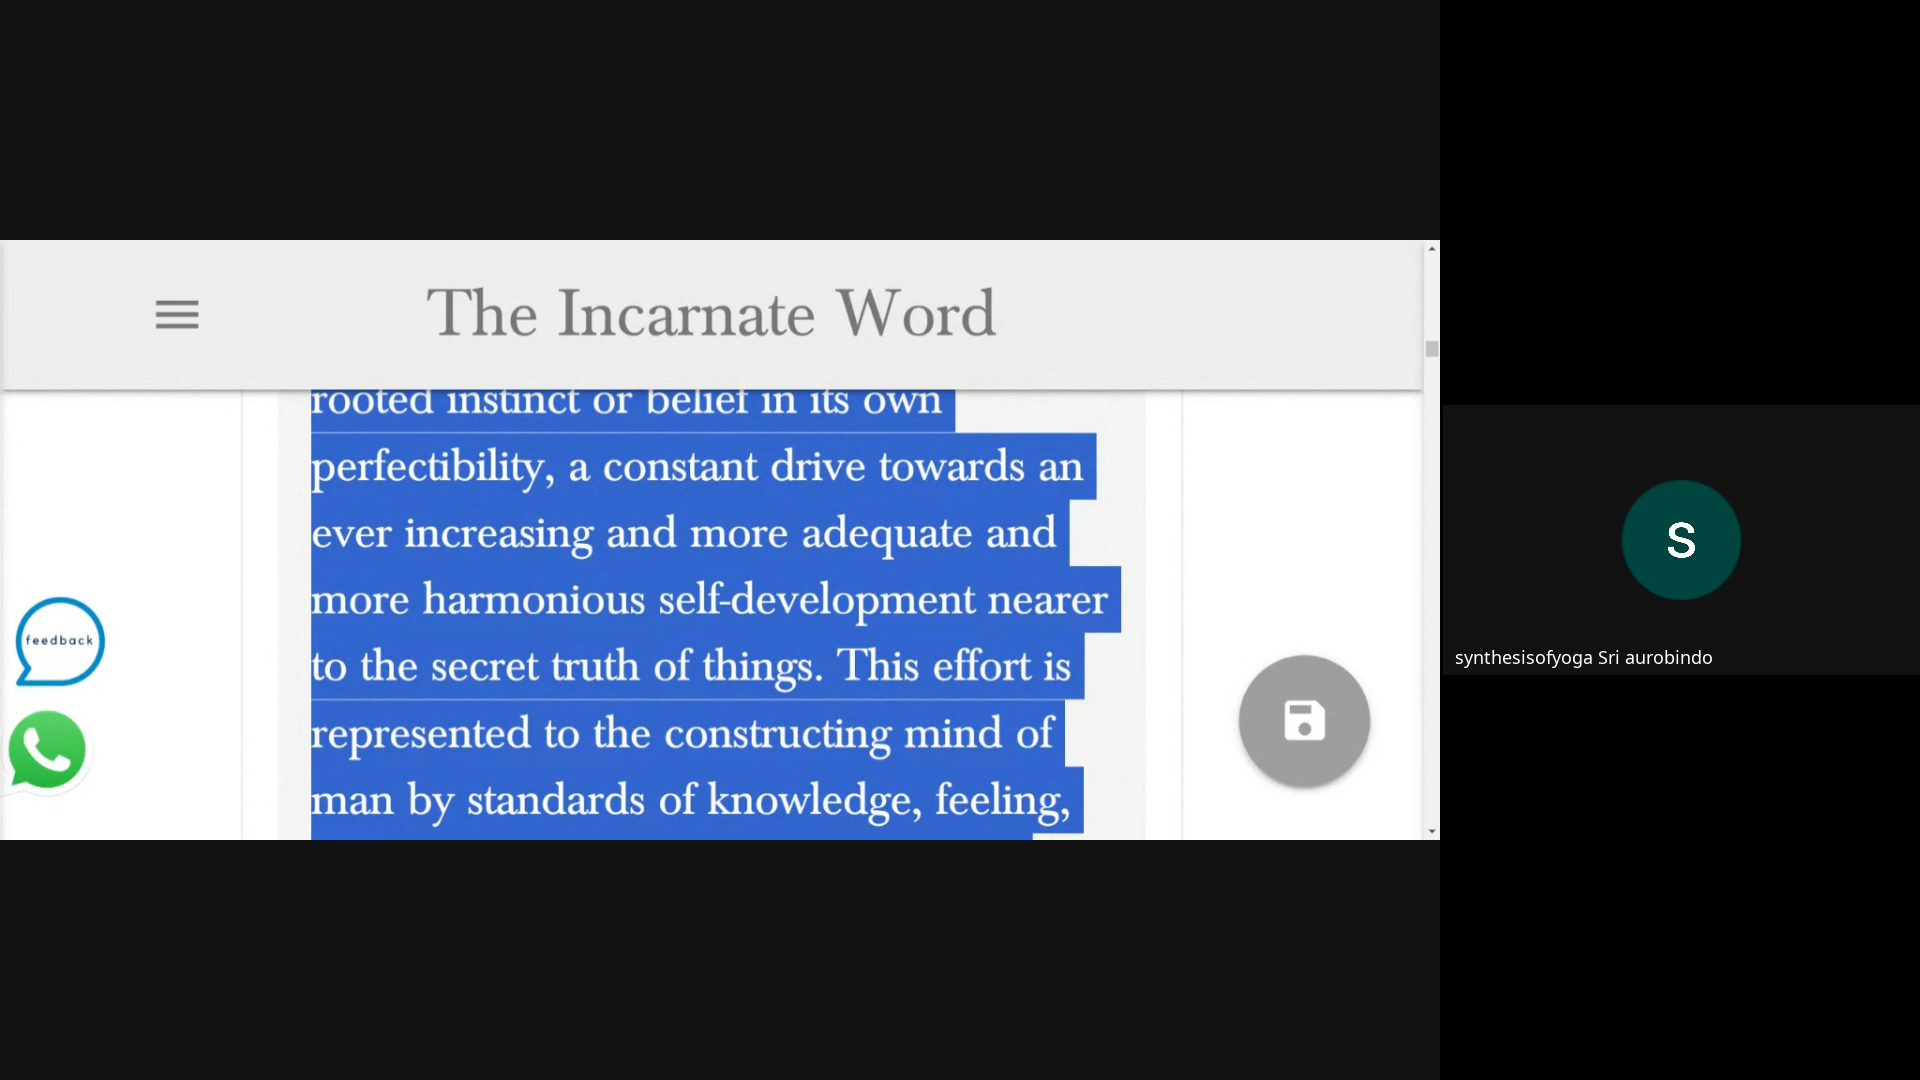 The Incarnate Word
rooted instinct or belief in its own
perfectibility, a constant drive towards an
ever increasing and more adequate and
more harmonious self-development nearer
to the secret truth of things. This effort is
represented to the constructing mind of
man by standards of knowledge, feeling,
feedback
S
synthesisofyoga Sri aurobindo